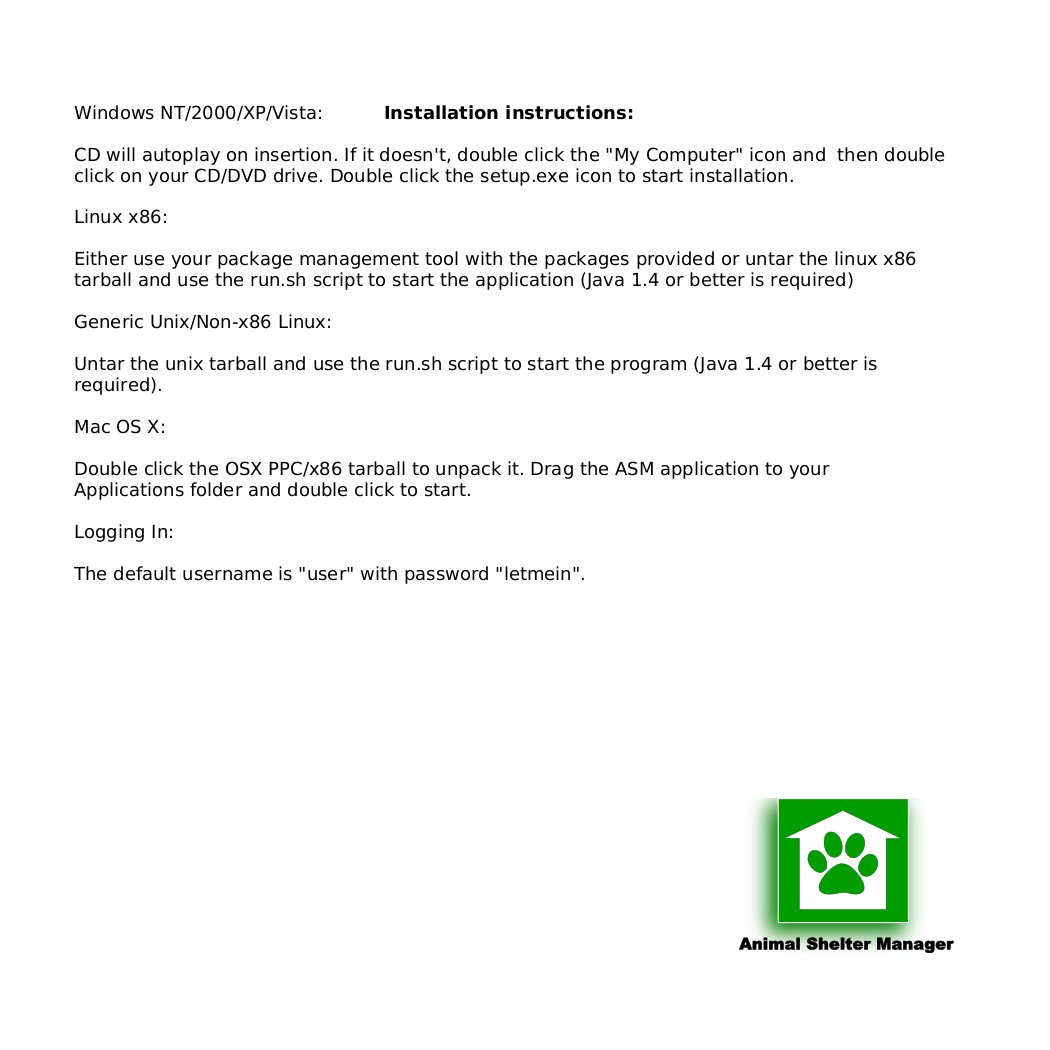 Windows NT/2000/XP/Vista: Installation instructions:
CD will autoplay on insertion. If it doesn't, double click the "My Computer" icon and  then double
click on your CD/DVD drive. Double click the setup.exe icon to start installation.
Linux x86:
Either use your package management tool with the packages provided or untar the linux x86
tarball and use the run.sh script to start the application (Java 1.4 or better is required)
Generic Unix/Non-x86 Linux:
Untar the unix tarball and use the run.sh script to start the program (Java 1.4 or better is
required).
Mac OS X:
Double click the OSX PPC/x86 tarball to unpack it. Drag the ASM application to your
Applications folder and double click to start.
Logging In:
The default username is "user" with password "letmein".
Animal Shelter Manager